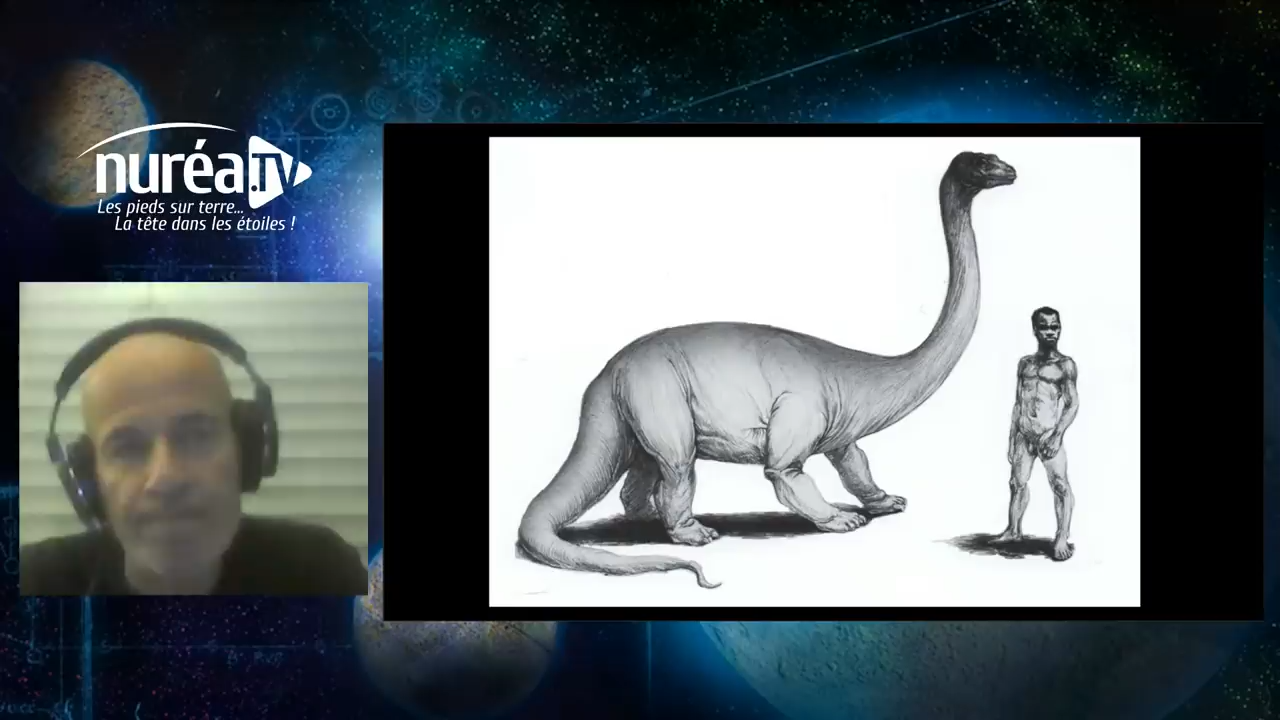 nuréa.tv
Les pieds sur terre...
La tête dans les étoiles !